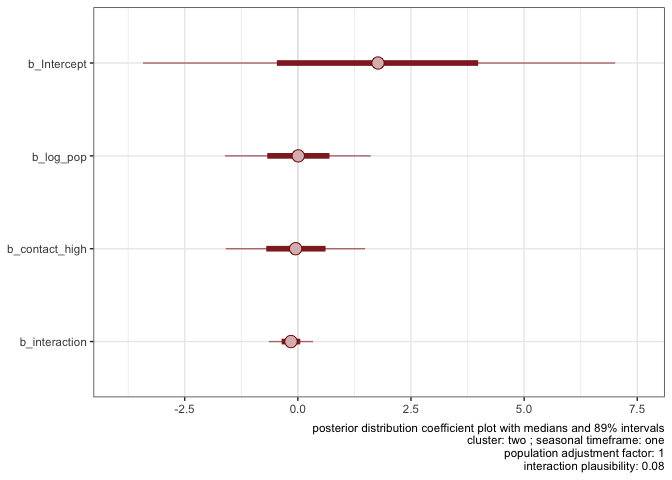 b_Intercept
b_log_pop
b_contact_high
b_interaction
-2.5 0.0 2.5 5.0 7.5
posterior distribution coefficient plot with medians and 89% intervals
cluster: two ; seasonal timeframe: one
population adjustment factor: 1
interaction plausibility: 0.08